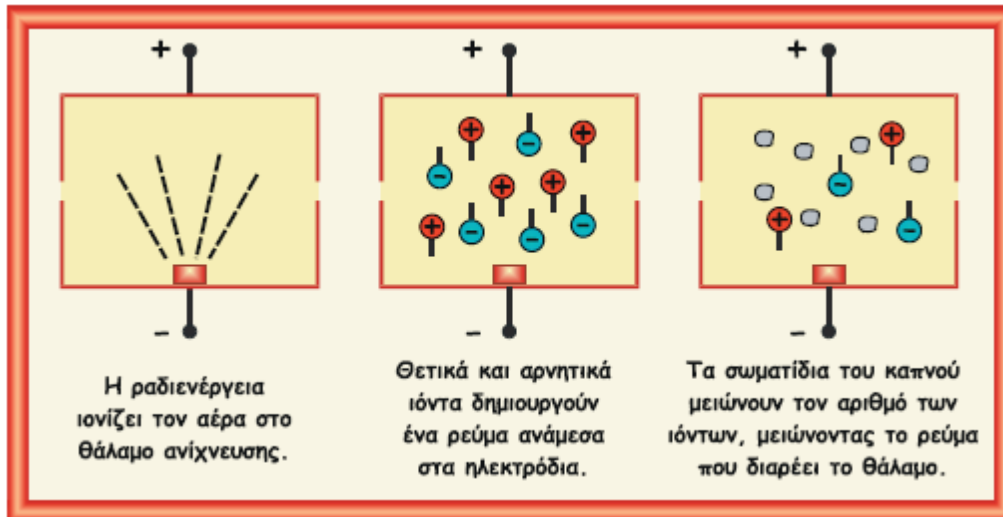 +
+
+
−
−
−
Η ραδιενέργεια
ιονίζει τον αέρα στο
θάλαμο ανίχνευσης.
Θετικά και αρνητικά
ιόντα δημιουργούν
ένα ρεύμα ανάμεσα
στα ηλεκτρόδια.
Τα σωματίδια του καπνού
μειώνουν τον αριθμό των
ιόντων, μειώνοντας το ρεύμα
που διαρέει το θάλαμο.